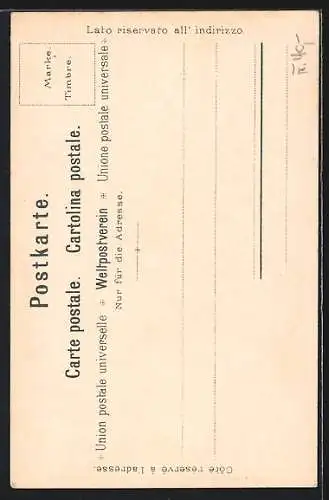 Lato riservato all' indirizzo
Postkarte.
Carte postale. Cartolina postale.
Union postale universelle + Weltpostverein + Unione postale universale
Nur für die Adresse.
Marke.
Timbre.
Côté réservé à l'adresse.